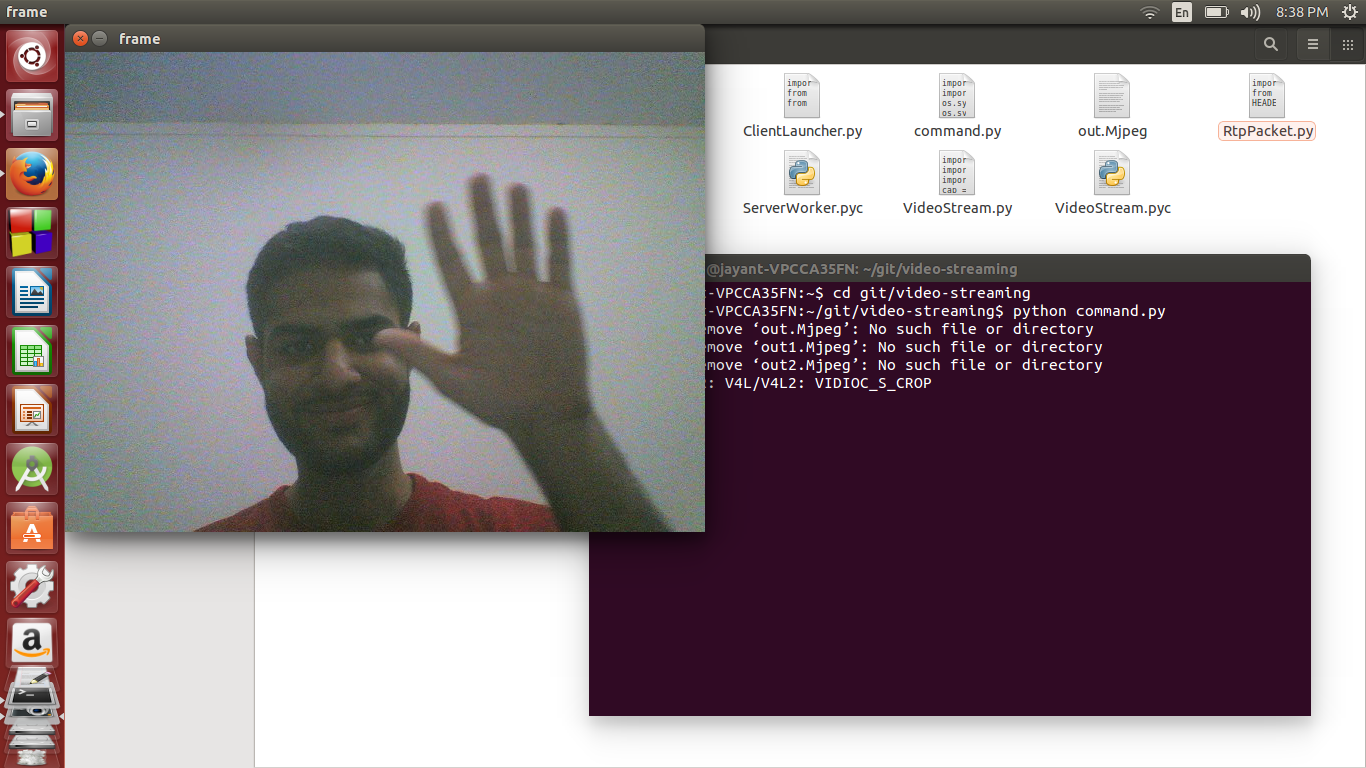 frame
En
8:38 PM
frame
impor
from
from
ClientLauncher.py
impor
impor
os.sy
os.sy
command.py
out.Mjpeg
impor
from
HEADE
RtpPacket.py
ServerWorker.pyc
impor
impor
impor
cap =
VideoStream.py
VideoStream.pyc
@jayant-VPCCA35FN: ~/git/video-streaming
-VPCCA35FN:~$ cd git/video-streaming
-VPCCA35FN:~/git/video-streaming$ python command.py
emove ‘out.Mjpeg’: No such file or directory
emove ‘out1.Mjpeg’: No such file or directory
emove ‘out2.Mjpeg’: No such file or directory
: V4L/V4L2: VIDIOC_S_CROP